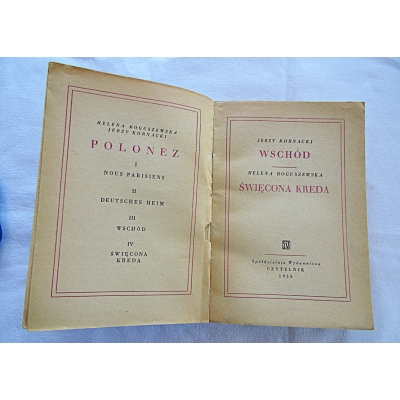 HELENA BOGUSZEWSKA
JERZY KORNACKI
POLONEZ
I
NOUS PARISIENS
II
DEUTSCHES HEIM
III
WSCHÓD
IV
ŚWIĘCONA
KREDA
JERZY KORNACKI
WSCHÓD
HELENA BOGUSZEWSKA
ŚWIĘCONA KREDA
Spółdzielnia Wydawnicza
CZYTELNIK
1955